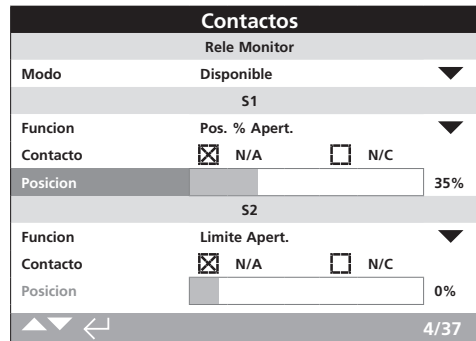 Contactos
Rele Monitor
Modo Disponible
S1
Funcion Pos. % Apert.
Contacto N/A N/C
Posicion 35%
S2
Funcion Limite Apert.
Contacto N/A N/C
Posicion 0%
4/37